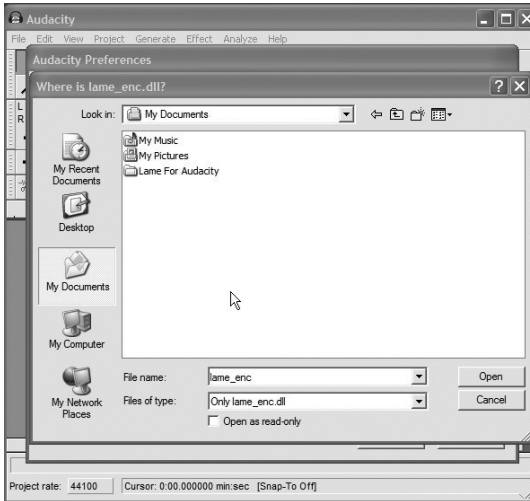 Audacity
File Edit View Project Generate Effect Analyze Help
Audacity Preferences
Where is lame_enc.dll?
Look in: My Documents
My Music
My Pictures
Lame For Audacity
My Recent
Documents
Desktop
My Documents
My Computer
My Network
Places
File name: lame_enc Open
Files of type: Only lame_enc.dll Cancel
Open as read-only
L
R
Project rate: 44100 Cursor: 0:00.000000 min:sec [Snap-To Off]